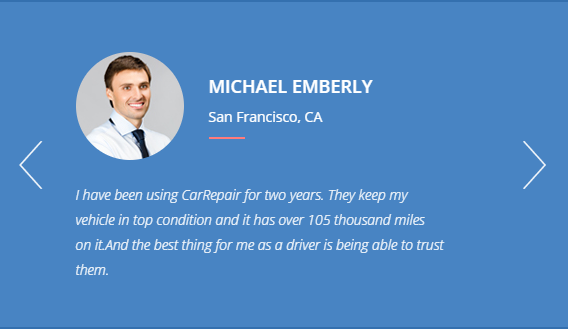 MICHAEL EMBERLY
San Francisco, CA
I have been using CarRepair for two years. They keep my
vehicle in top condition and it has over 105 thousand miles
on it.And the best thing for me as a driver is being able to trust
them.